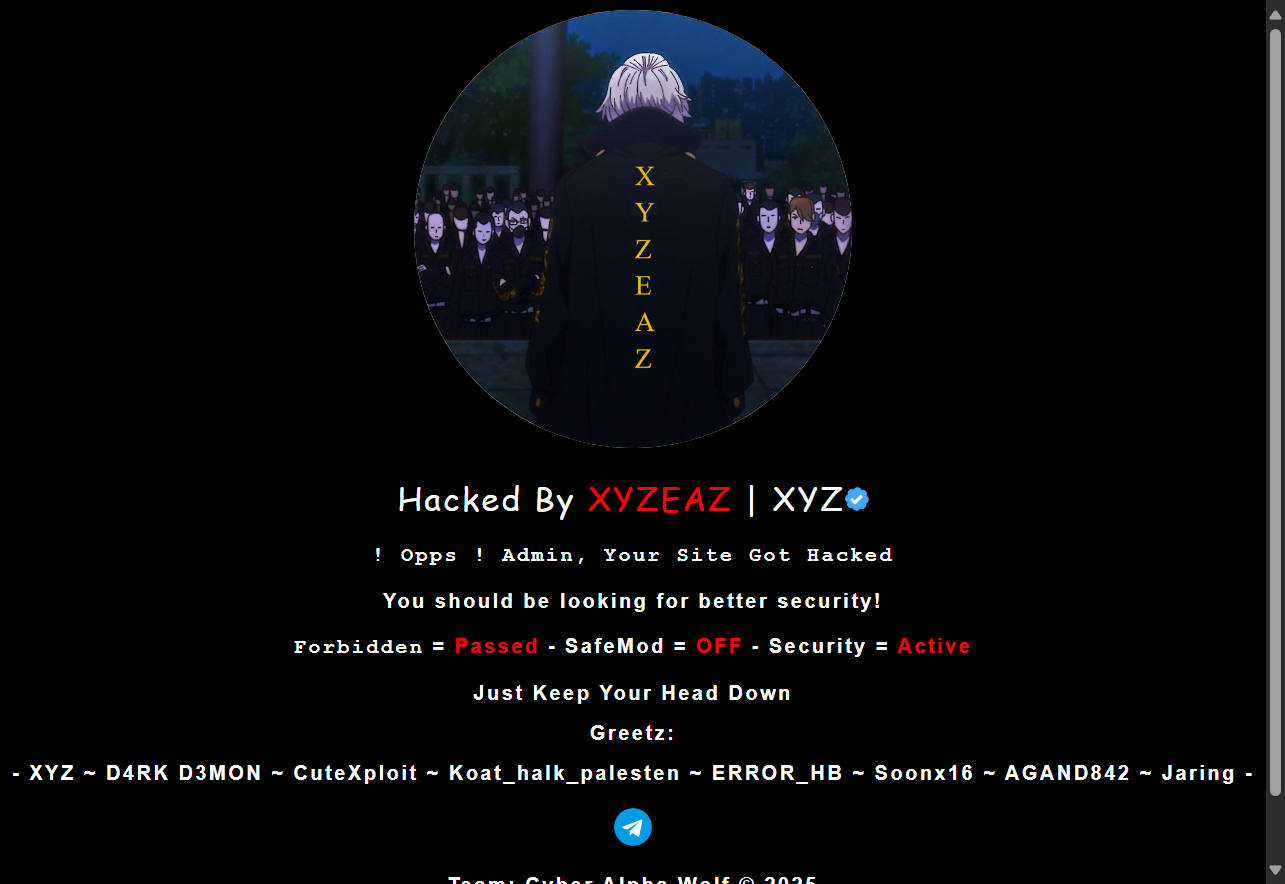 X
Y
Z
E
A
Z
Hacked By XYZEAZ | XYZ
! Opps ! Admin, Your Site Got Hacked
You should be looking for better security!
Forbidden = Passed - SafeMod = OFF - Security = Active
Just Keep Your Head Down
Greetz:
- XYZ ~ D4RK D3MON ~ CuteXploit ~ Koat_halk_palesten ~ ERROR_HB ~ Soonx16 ~ AGAND842 ~ Jaring -
Team: Cyber Alpha Wolf © 2025